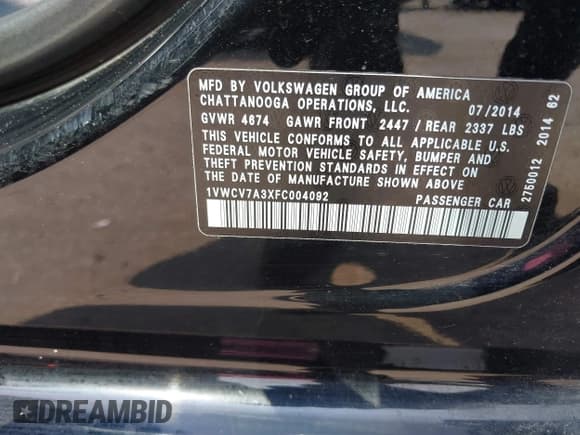 MFD BY VOLKSWAGEN GROUP OF AMERICA
CHATTANOOGA OPERATIONS, LLC. 07/2014
GVWR 4674 GAWR FRONT 2447 / REAR 2337 LBS
THIS VEHICLE CONFORMS TO ALL APPLICABLE U.S.
FEDERAL MOTOR VEHICLE SAFETY, BUMPER AND
THEFT PREVENTION STANDARDS IN EFFECT ON
THE DATE OF MANUFACTURE SHOWN ABOVE
1VWCV7A3XFC004092 PASSENGER CAR
2750012 2014 62
DREAMBID